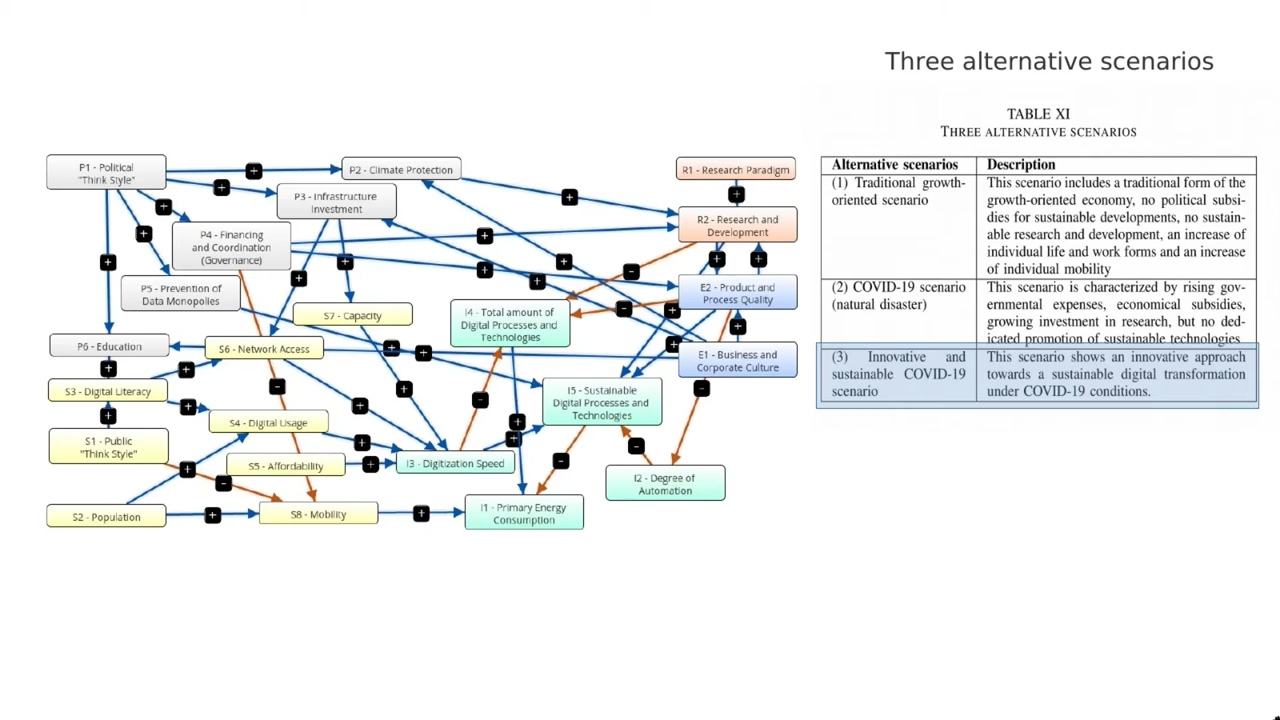 Three alternative scenarios
TABLE XI
THREE ALTERNATIVE SCENARIOS
Alternative scenarios Description
(1) Traditional growth-
oriented scenario
This scenario includes a traditional form of the
growth-oriented economy, no political subsi-
dies for sustainable developments, no sustain-
able research and development, an increase of
individual life and work forms and an increase
of individual mobility
(2) COVID-19 scenario
(natural disaster)
This scenario is characterized by rising gov-
ernmental expenses, economical subsidies,
growing investment in research, but no ded-
icated promotion of sustainable technologies
(3) Innovative and
sustainable COVID-19
scenario
This scenario shows an innovative approach
towards a sustainable digital transformation
under COVID-19 conditions.
P1 - Political
"Think Style"
P2 - Climate Protection
R1 - Research Paradigm
P3 - Infrastructure
Investment
R2 - Research and
Development
P4 - Financing
and Coordination
(Governance)
P5 - Prevention of
Data Monopolies
E2 - Product and
Process Quality
S7 - Capacity
I4 - Total amount of
Digital Processes and
Technologies
P6 - Education
S6 - Network Access
E1 - Business and
Corporate Culture
S3 - Digital Literacy
I5 - Sustainable
Digital Processes and
Technologies
S4 - Digital Usage
S1 - Public
"Think Style"
S5 - Affordability
I3 - Digitization Speed
I2 - Degree of
Automation
S2 - Population
S8 - Mobility
I1 - Primary Energy
Consumption